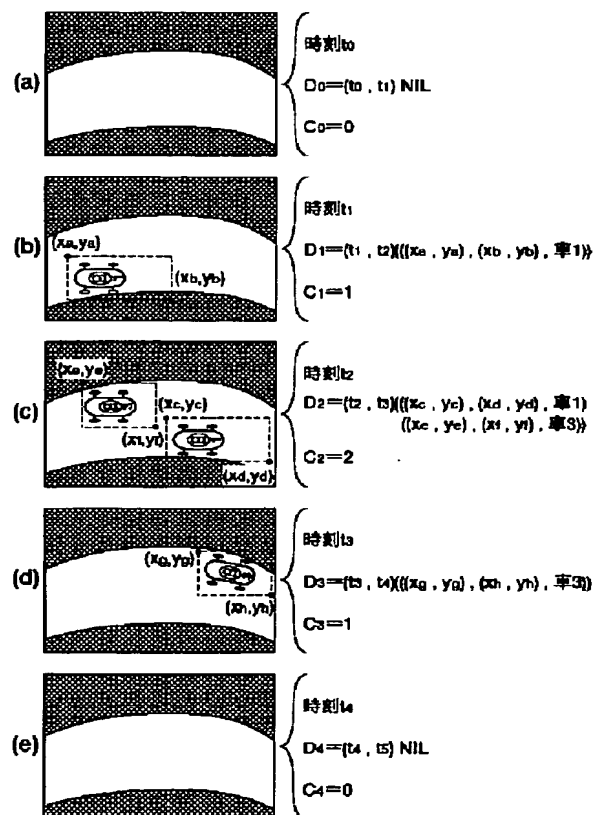 (a)
時刻t0
D0=(t0 , t1) NIL
C0=0
(b)
(xa,ya)
(xb,yb)
時刻t1
D1=(t1 , t2)(((xa , ya) , (xb , yb) , 車1))
C1=1
(c)
(xe,ye)
(xc,yc)
(xf,yf)
(xd,yd)
時刻t2
D2=(t2 , t3)(((xc , yc) , (xd , yd) , 車1)
((xe , ye) , (xf , yf) , 車3))
C2=2
(d)
(xg,yg)
(xh,yh)
時刻t3
D3=(t3 , t4)(((xg , yg) , (xh , yh) , 車3))
C3=1
(e)
時刻t4
D4=(t4 , t5) NIL
C4=0